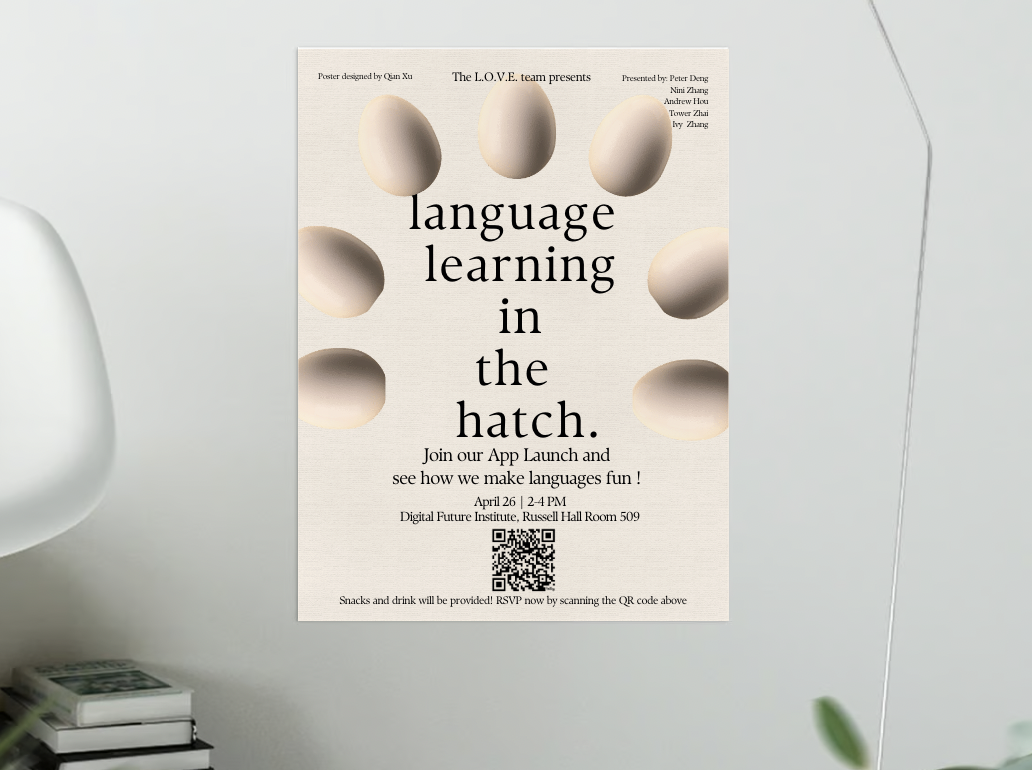 Poster designed by Qian Xu
The L.O.V.E. team presents
Presented by: Peter Deng
Nini Zhang
Andrew Hou
Tower Zhai
Ivy Zhang
language
learning
in
the
hatch.
Join our App Launch and
see how we make languages fun !
April 26 | 2-4 PM
Digital Future Institute, Russell Hall Room 509
Snacks and drink will be provided! RSVP now by scanning the QR code above